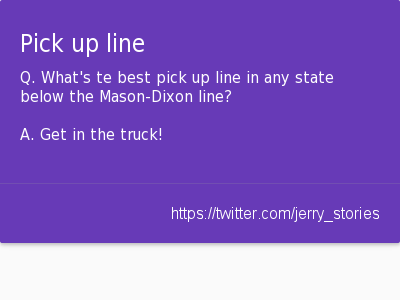 Pick up line
Q. What's te best pick up line in any state
below the Mason-Dixon line?
A. Get in the truck!
https://twitter.com/jerry_stories